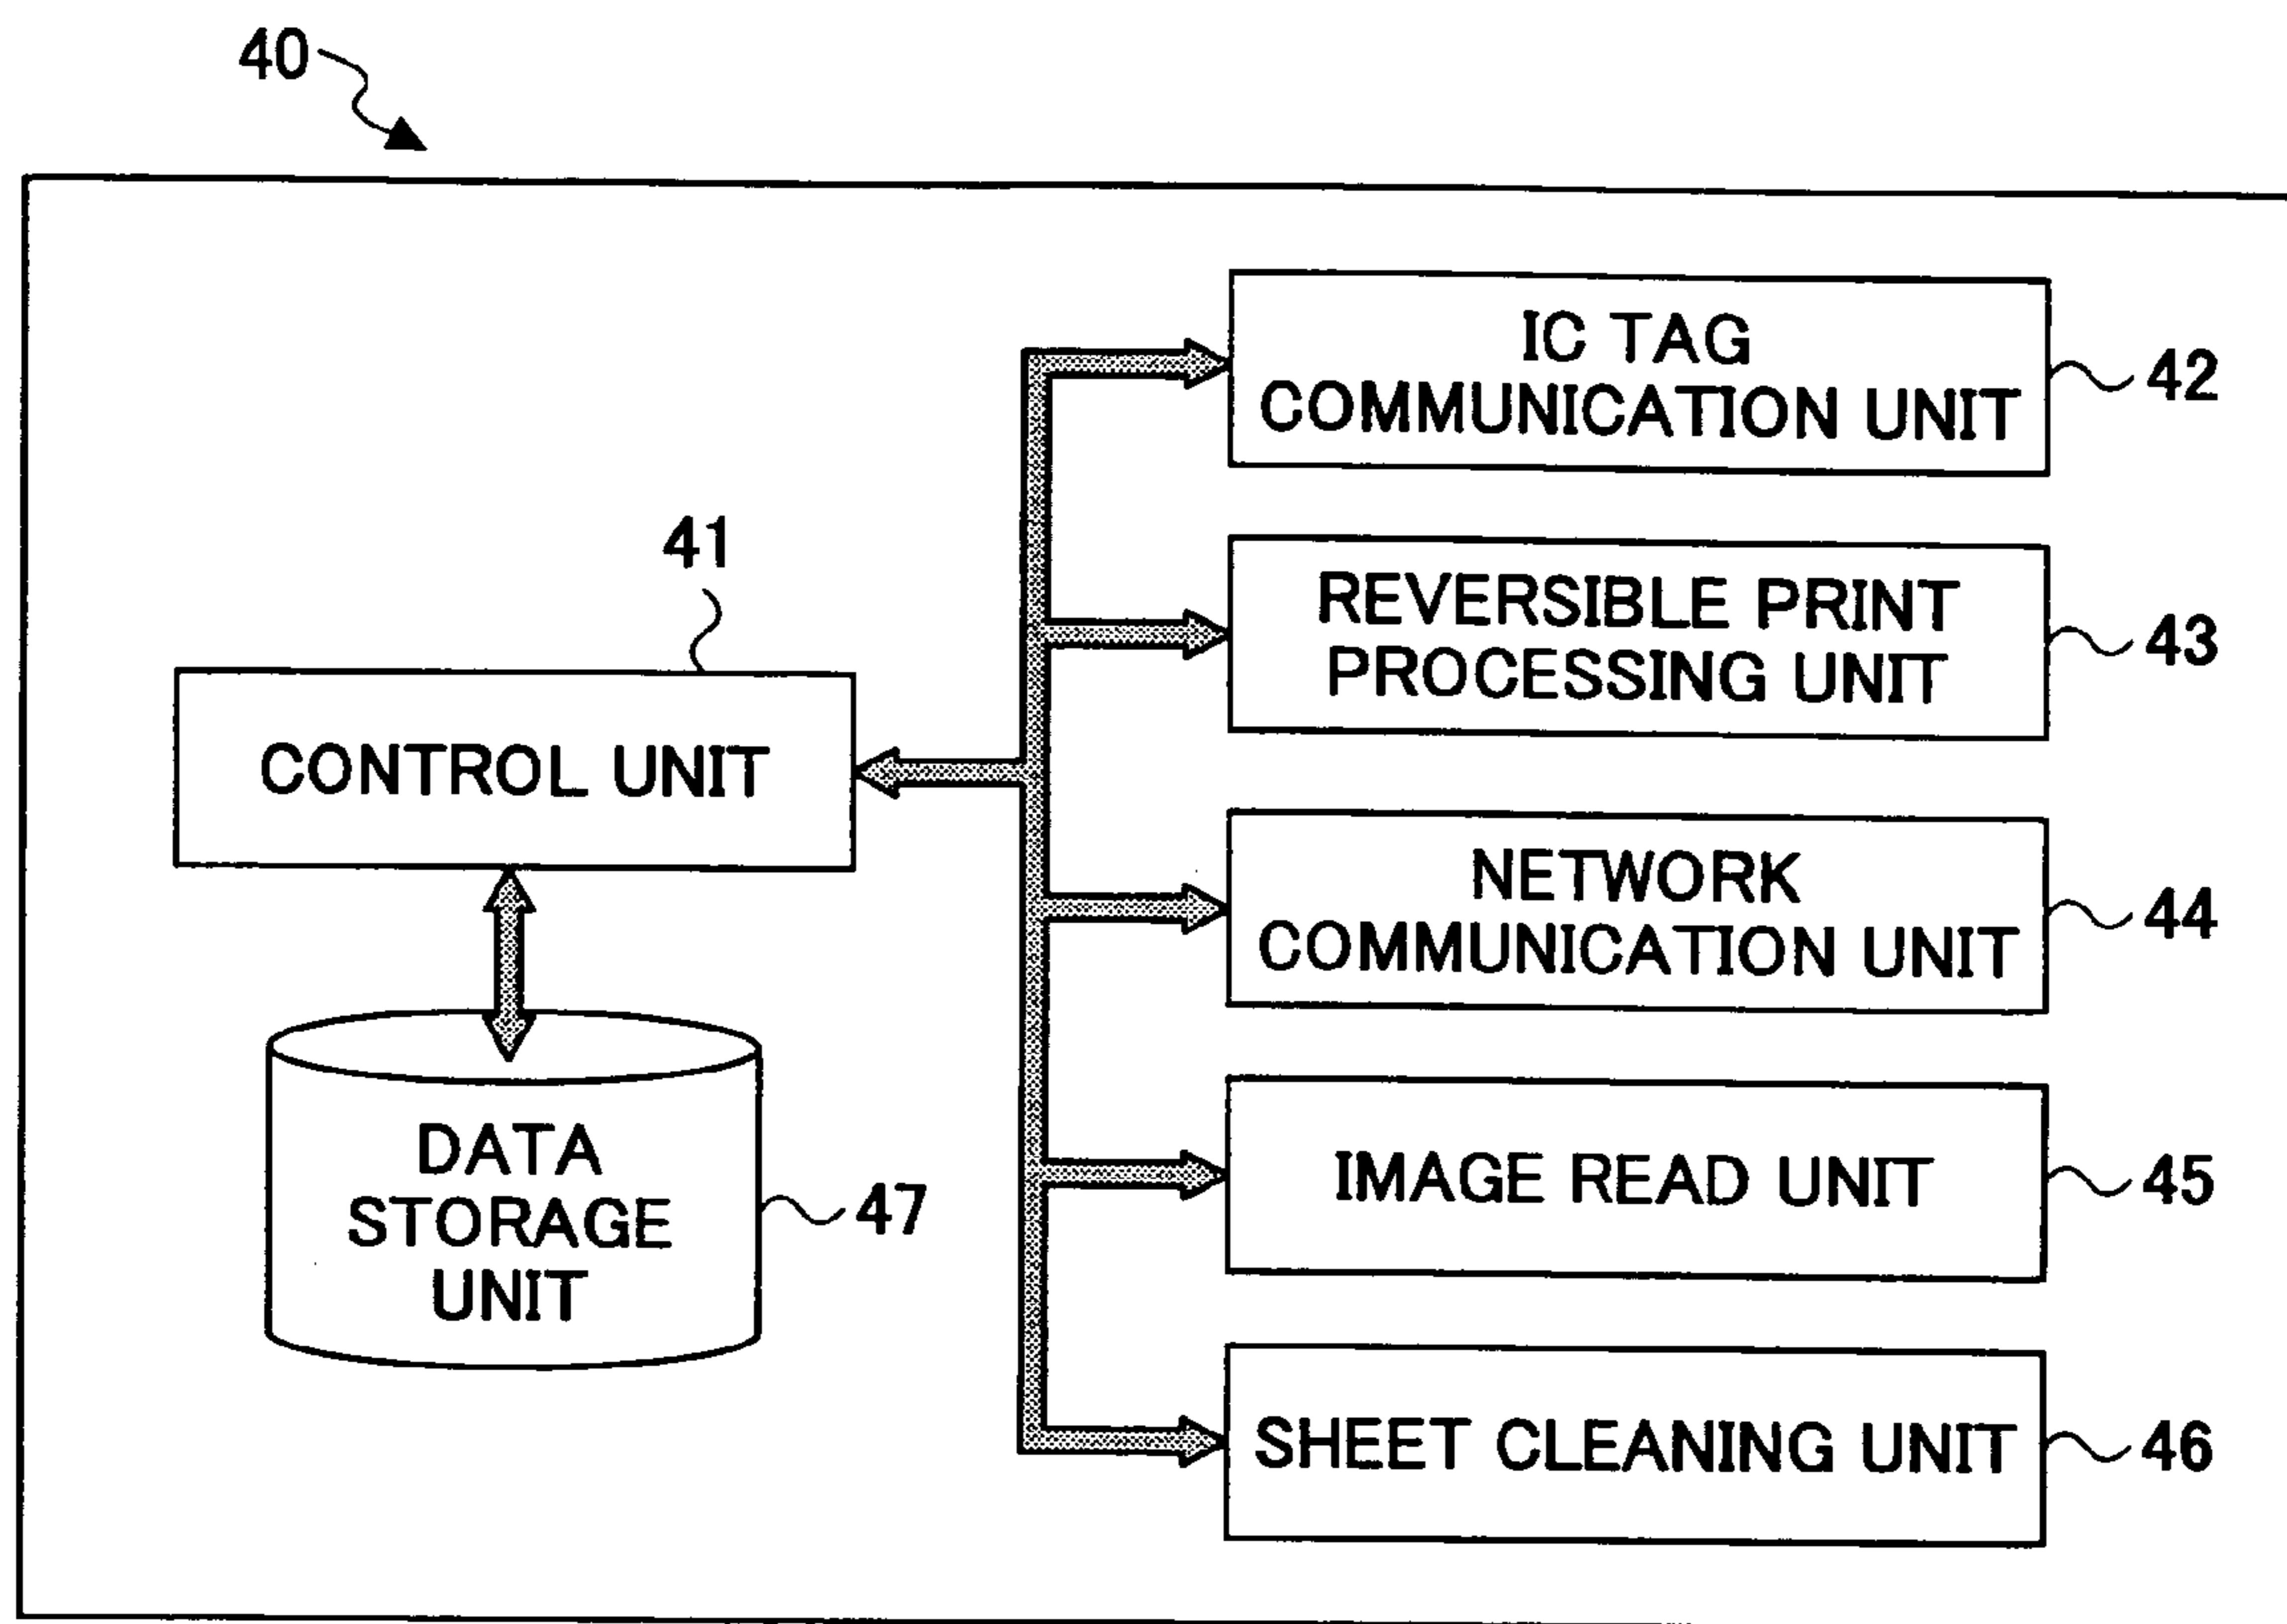 40
IC TAG
COMMUNICATION UNIT
42
41
REVERSIBLE PRINT
PROCESSING UNIT
43
CONTROL UNIT
NETWORK
COMMUNICATION UNIT
44
DATA
STORAGE
UNIT
47
IMAGE READ UNIT
45
SHEET CLEANING UNIT
46